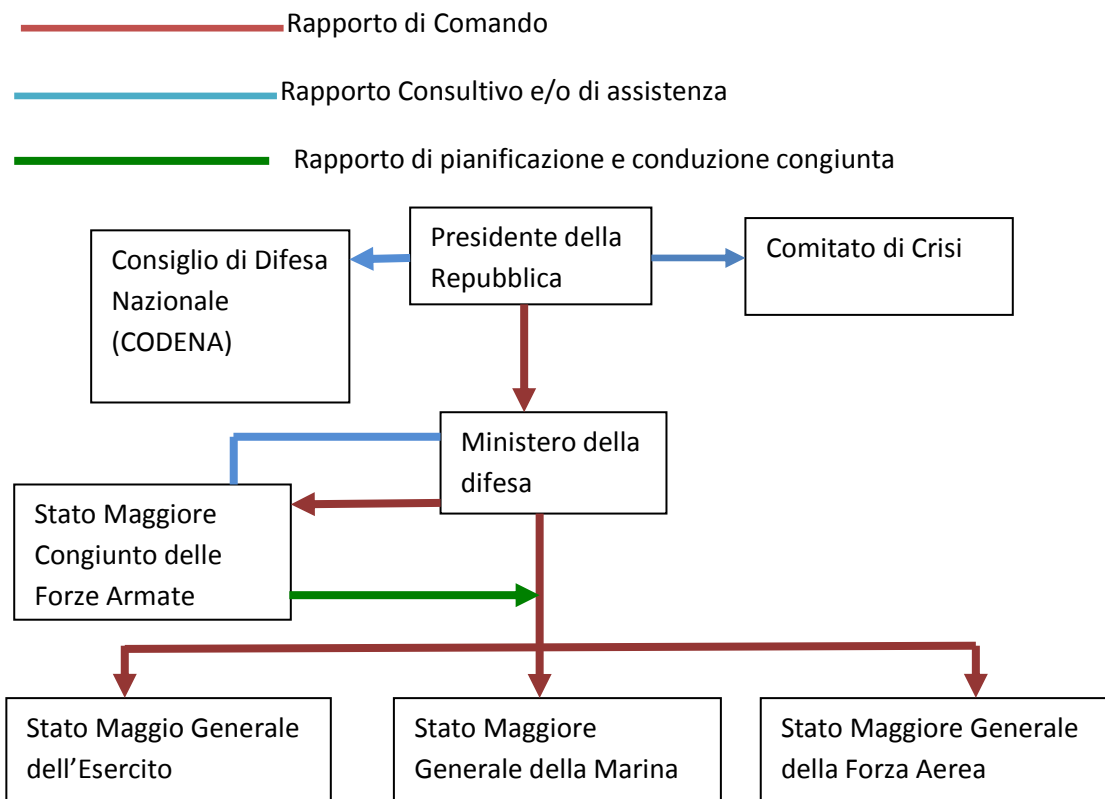 Rapporto di Comando
Rapporto Consultivo e/o di assistenza
Rapporto di pianificazione e conduzione congiunta
Consiglio di Difesa
Nazionale
(CODENA)
Presidente della
Repubblica
Comitato di Crisi
Ministero della
difesa
Stato Maggiore
Congiunto delle
Forze Armate
Stato Maggio Generale
dell’Esercito
Stato Maggiore
Generale della Marina
Stato Maggiore Generale
della Forza Aerea